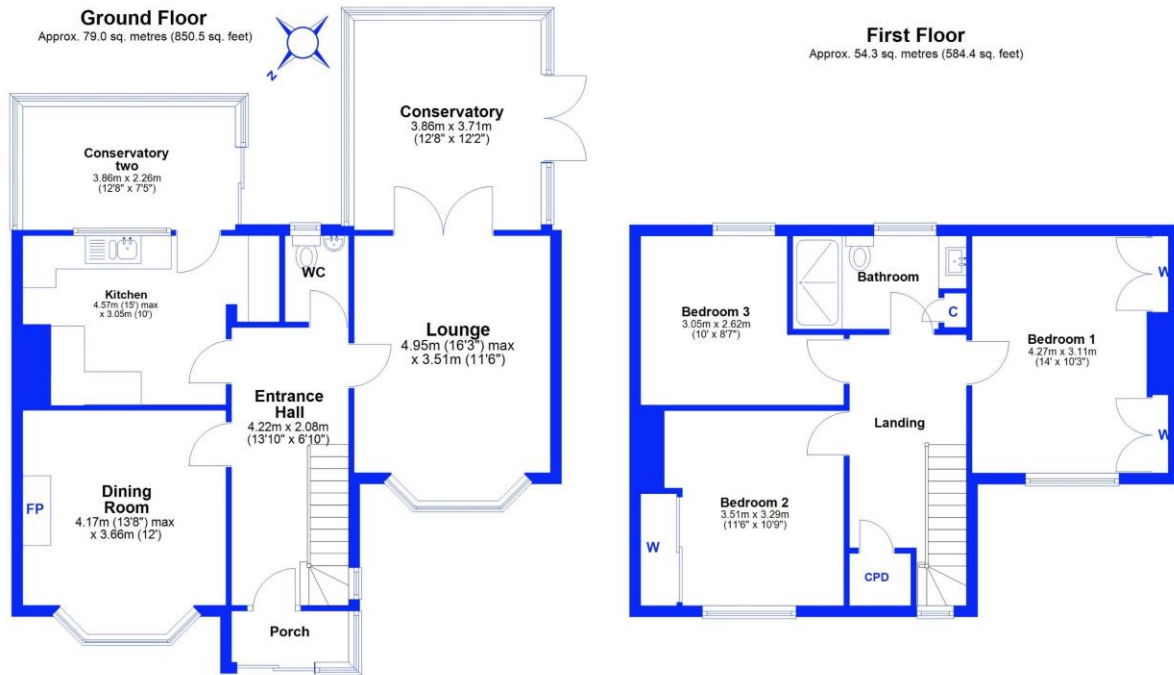 Ground Floor
Approx. 79.0 sq. metres (850.5 sq. feet)
N
Conservatory
3.86m x 3.71m
(12'8" x 12'2")
Conservatory
two
3.86m x 2.26m
(12'8" x 7'5")
Kitchen
4.57m (15') max
x 3.05m (10')
WC
Lounge
4.95m (16'3") max
x 3.51m (11'6")
Entrance
Hall
4.22m x 2.08m
(13'10" x 6'10")
Dining
Room
4.17m (13'8") max
x 3.66m (12')
FP
Porch
First Floor
Approx. 54.3 sq. metres (584.4 sq. feet)
Bedroom 3
3.05m x 2.62m
(10' x 8'7")
Bathroom
C
Bedroom 1
4.27m x 3.11m
(14' x 10'3")
W
W
Landing
Bedroom 2
3.51m x 3.29m
(11'6" x 10'9")
W
CPD